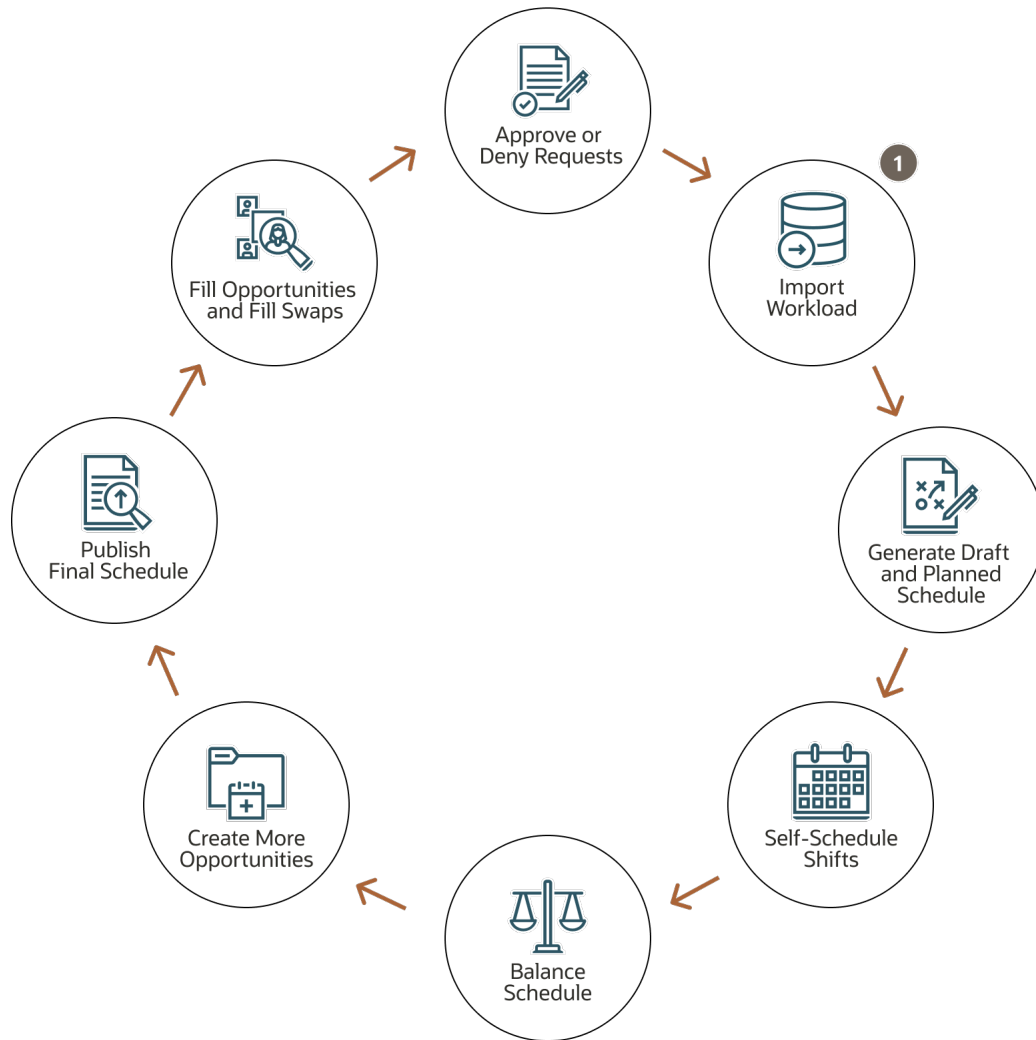 Approve or
Deny Requests
1
Import
Workload
Generate Draft
and Planned
Schedule
Self-Schedule
Shifts
Balance
Schedule
Create More
Opportunities
Publish
Final Schedule
Fill Opportunities
and Fill Swaps